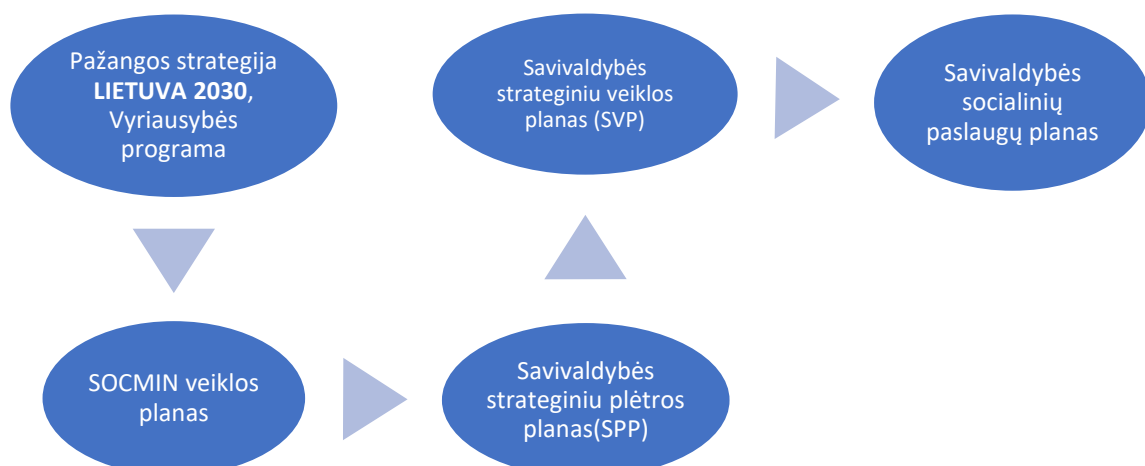 Pažangos strategija
LIETUVA 2030,
Vyriausybės
programa
SOCMIN veiklos
planas
Savivaldybės
strateginiu plėtros
planas(SPP)
Savivaldybės
strateginiu veiklos
planas (SVP)
Savivaldybės
socialinių
paslaugų planas